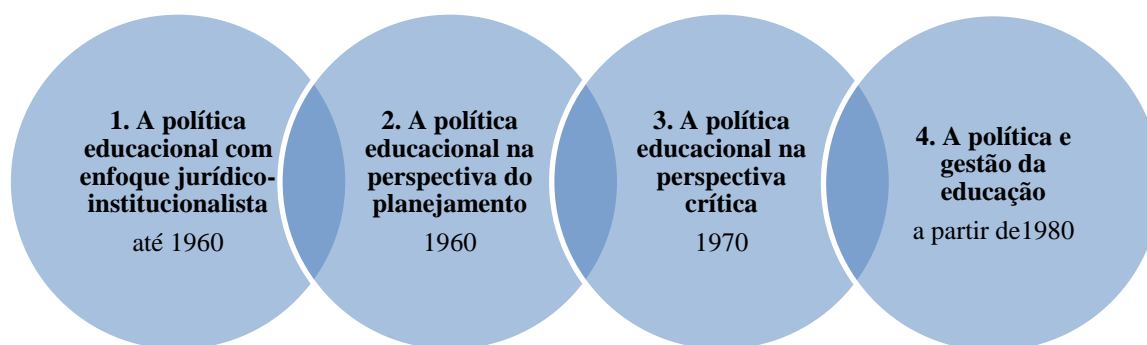 1. A política
educacional com
enfoque jurídico-
institucionalista
até 1960
2. A política
educacional na
perspectiva do
planejamento
1960
3. A política
educacional na
perspectiva
crítica
1970
4. A política e
gestão da
educação
a partir de1980